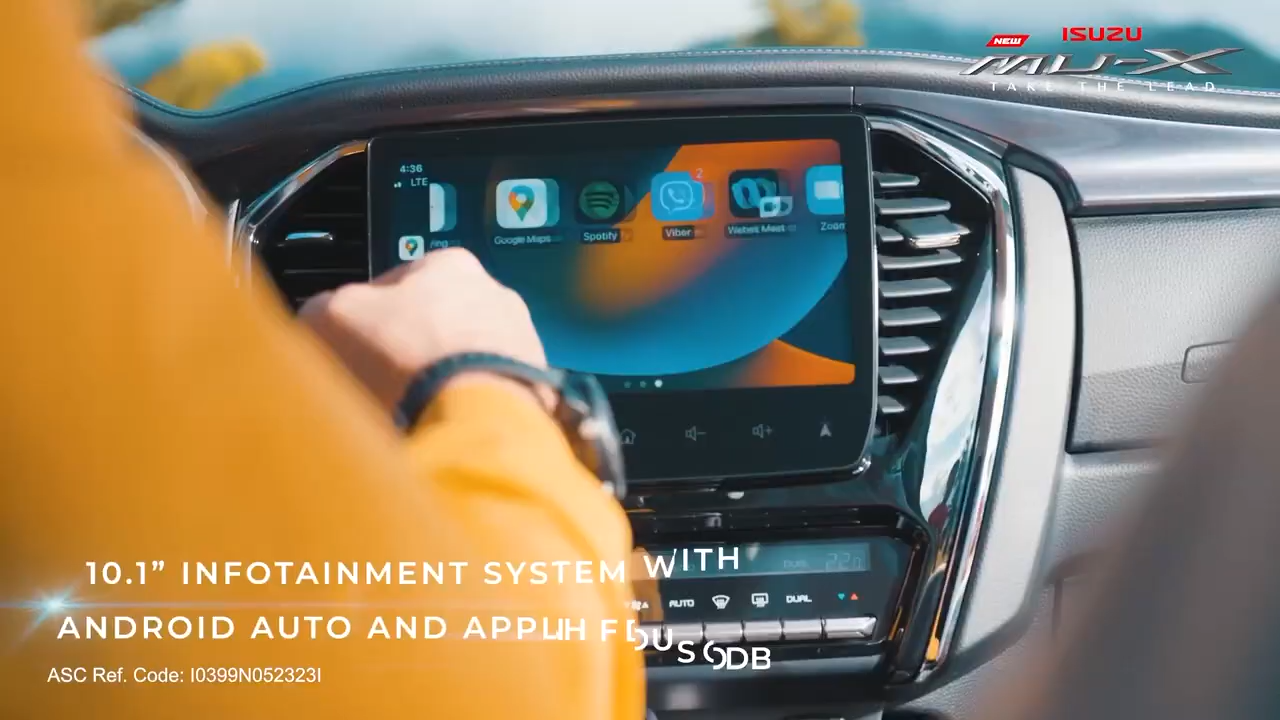 NEW
ISUZU
MU-X
TAKE THE LEAD
4:36
LTE
Google Maps
Spotify
2
Viber
Webex Meet
Zoom
10.1” INFOTAINMENT SYSTEM WITH
AUTO
DUAL
ANDROID AUTO AND
ASC Ref. Code: I0399N052323I